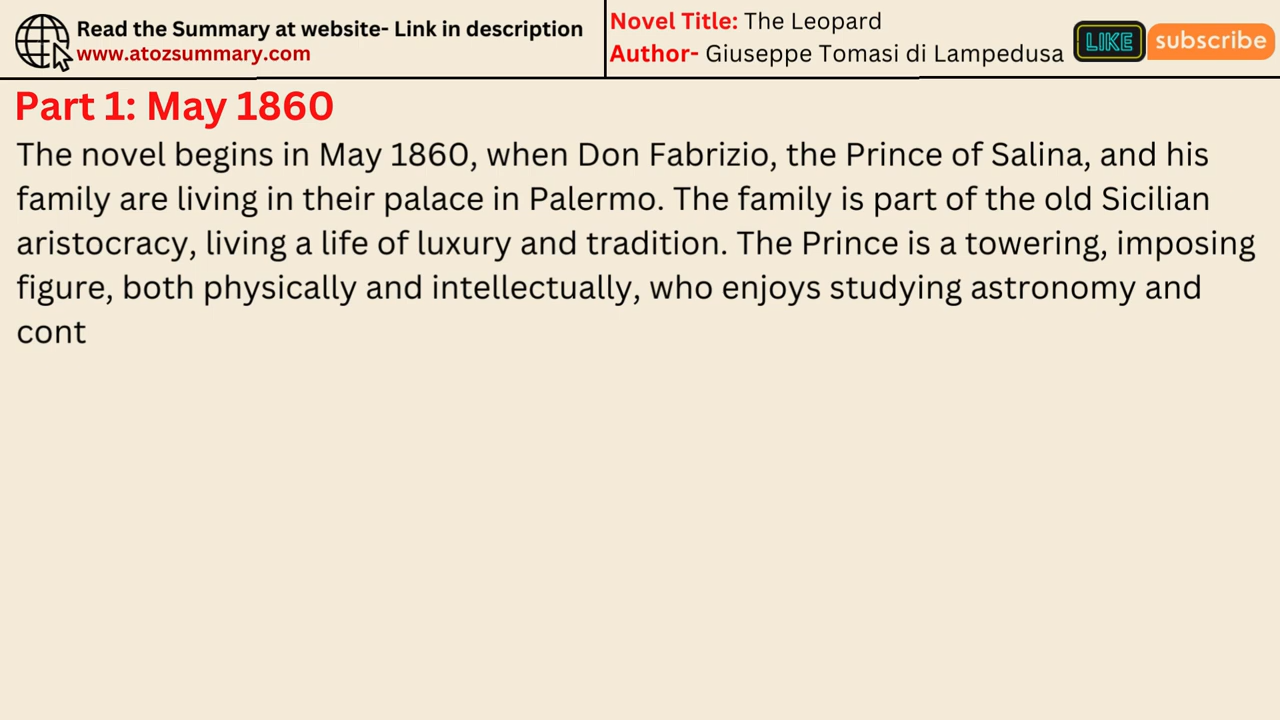 Read the Summary at website- Link in description
www.atozsummary.com
Novel Title: The Leopard
Author- Giuseppe Tomasi di Lampedusa
LIKE
subscribe
Part 1: May 1860
The novel begins in May 1860, when Don Fabrizio, the Prince of Salina, and his
family are living in their palace in Palermo. The family is part of the old Sicilian
aristocracy, living a life of luxury and tradition. The Prince is a towering, imposing
figure, both physically and intellectually, who enjoys studying astronomy and
cont